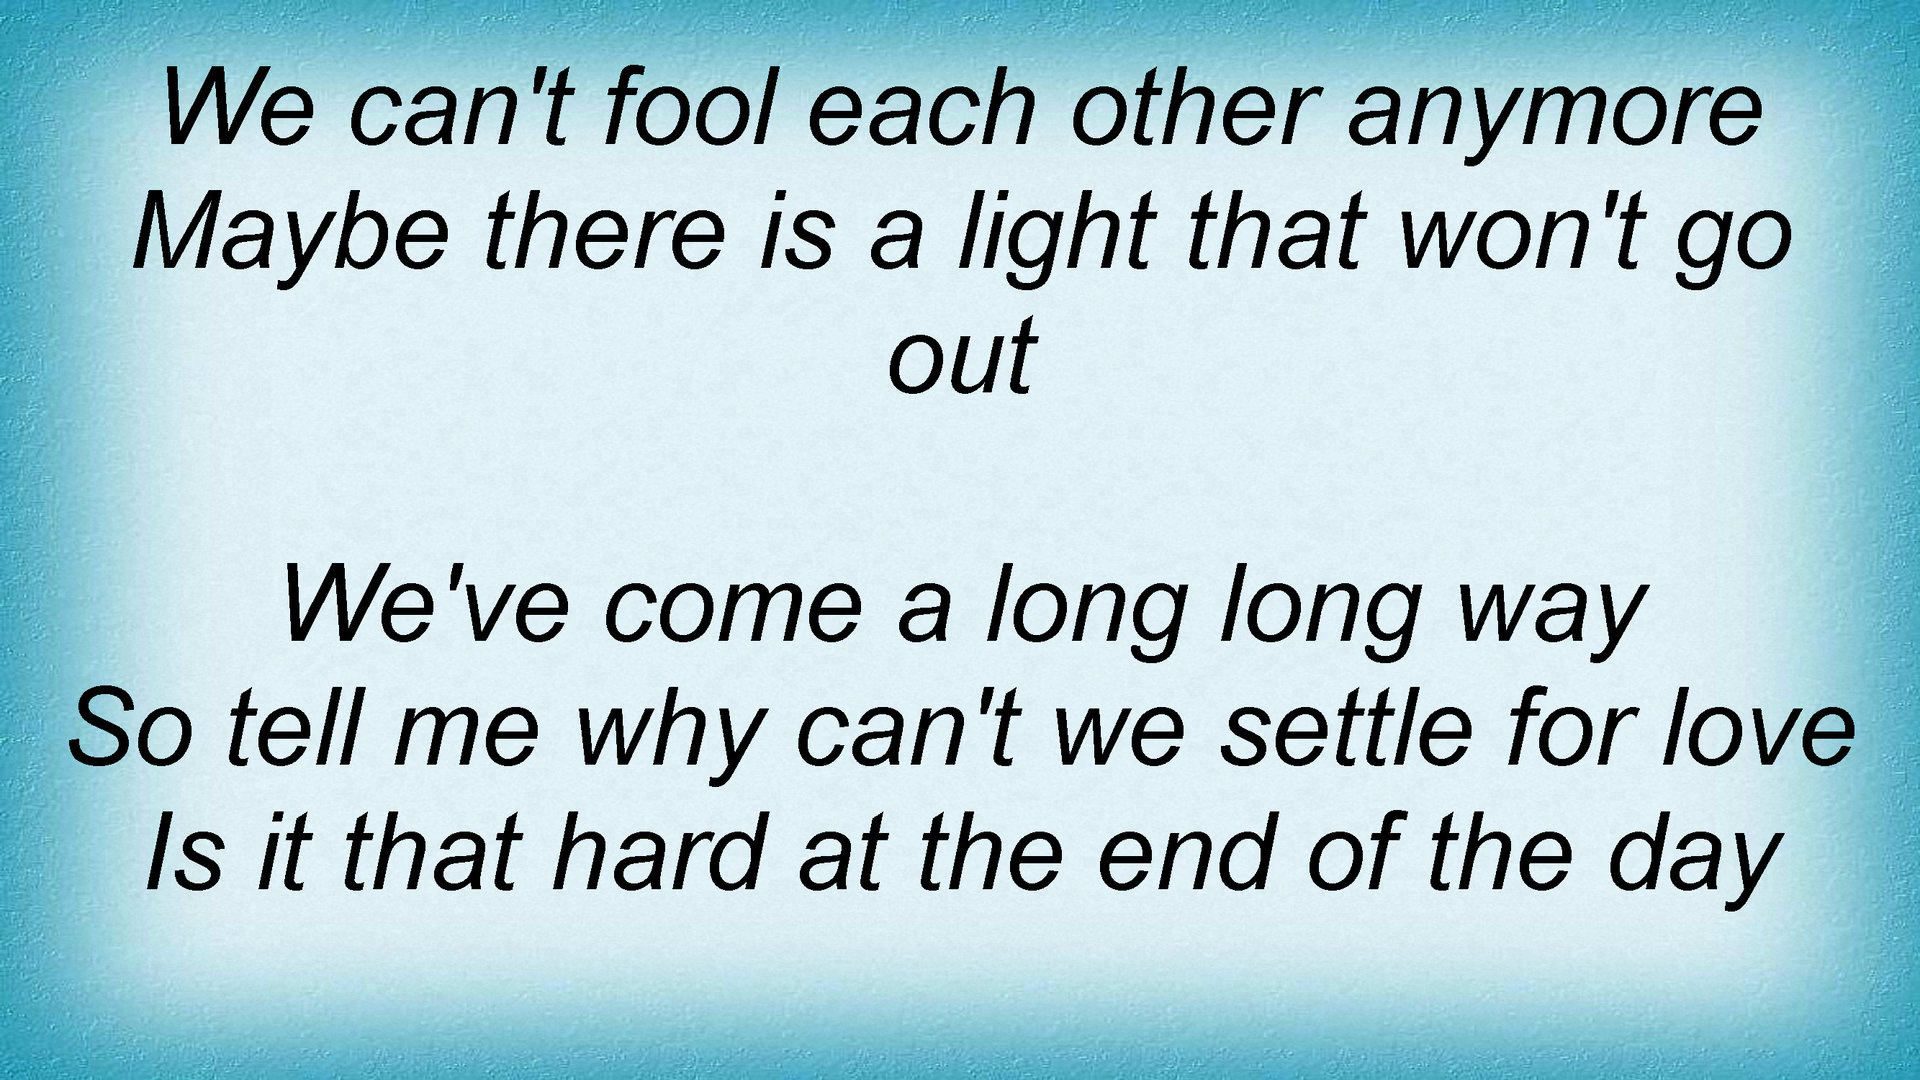 We can't fool each other anymore
Maybe there is a light that won't go
out
We've come a long long way
So tell me why can't we settle for love
Is it that hard at the end of the day